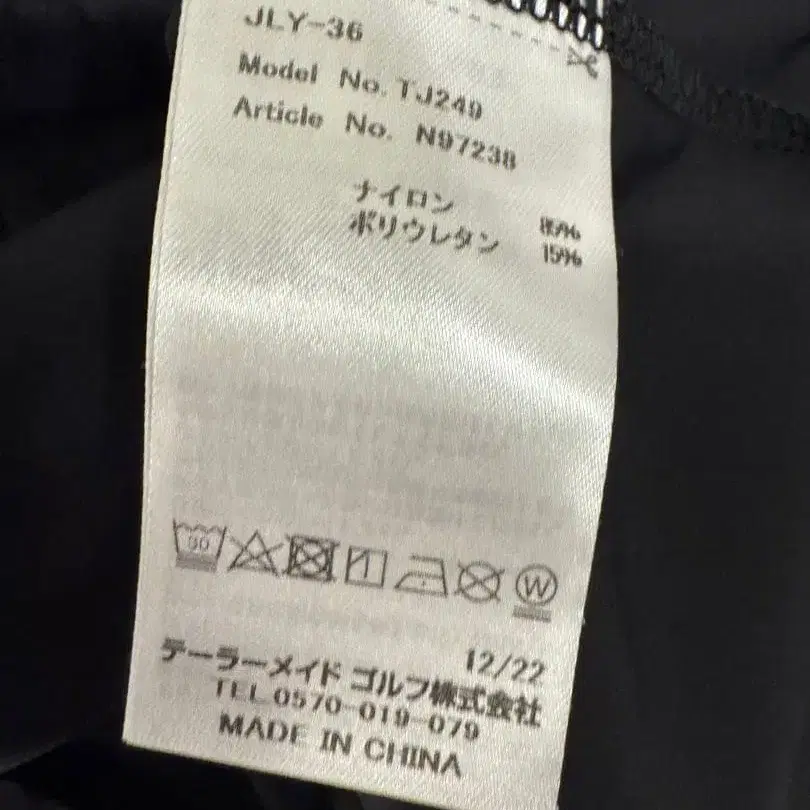 JLY-36
Model No. TJ249
Article No. N97238
ナイロン 85%
ポリウレタン 15%
30
W
12/22
テーラーメイド ゴルフ株式会社
TEL 0570-019-079
MADE IN CHINA